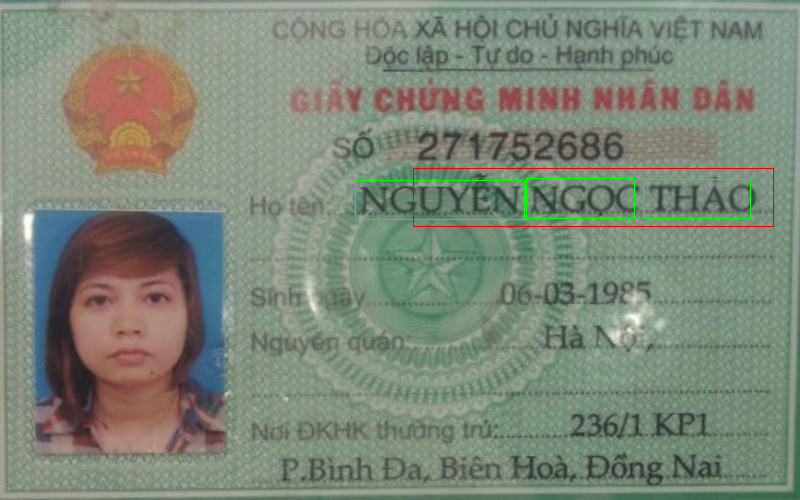 CỘNG HÒA XÃ HỘI CHỦ NGHĨA VIỆT NAM
Độc lập - Tự do - Hạnh phúc
GIẤY CHỨNG MINH NHÂN DÂN
SỐ 271752686
Họ tên: NGUYỄN NGỌC THẢO
Sinh ngày 06-03-1985
Nguyên quán: Hà Nội,
Nơi ĐKHK thường trú: 236/1 KP1
P.Bình Đa, Biên Hoà, Đồng Nai